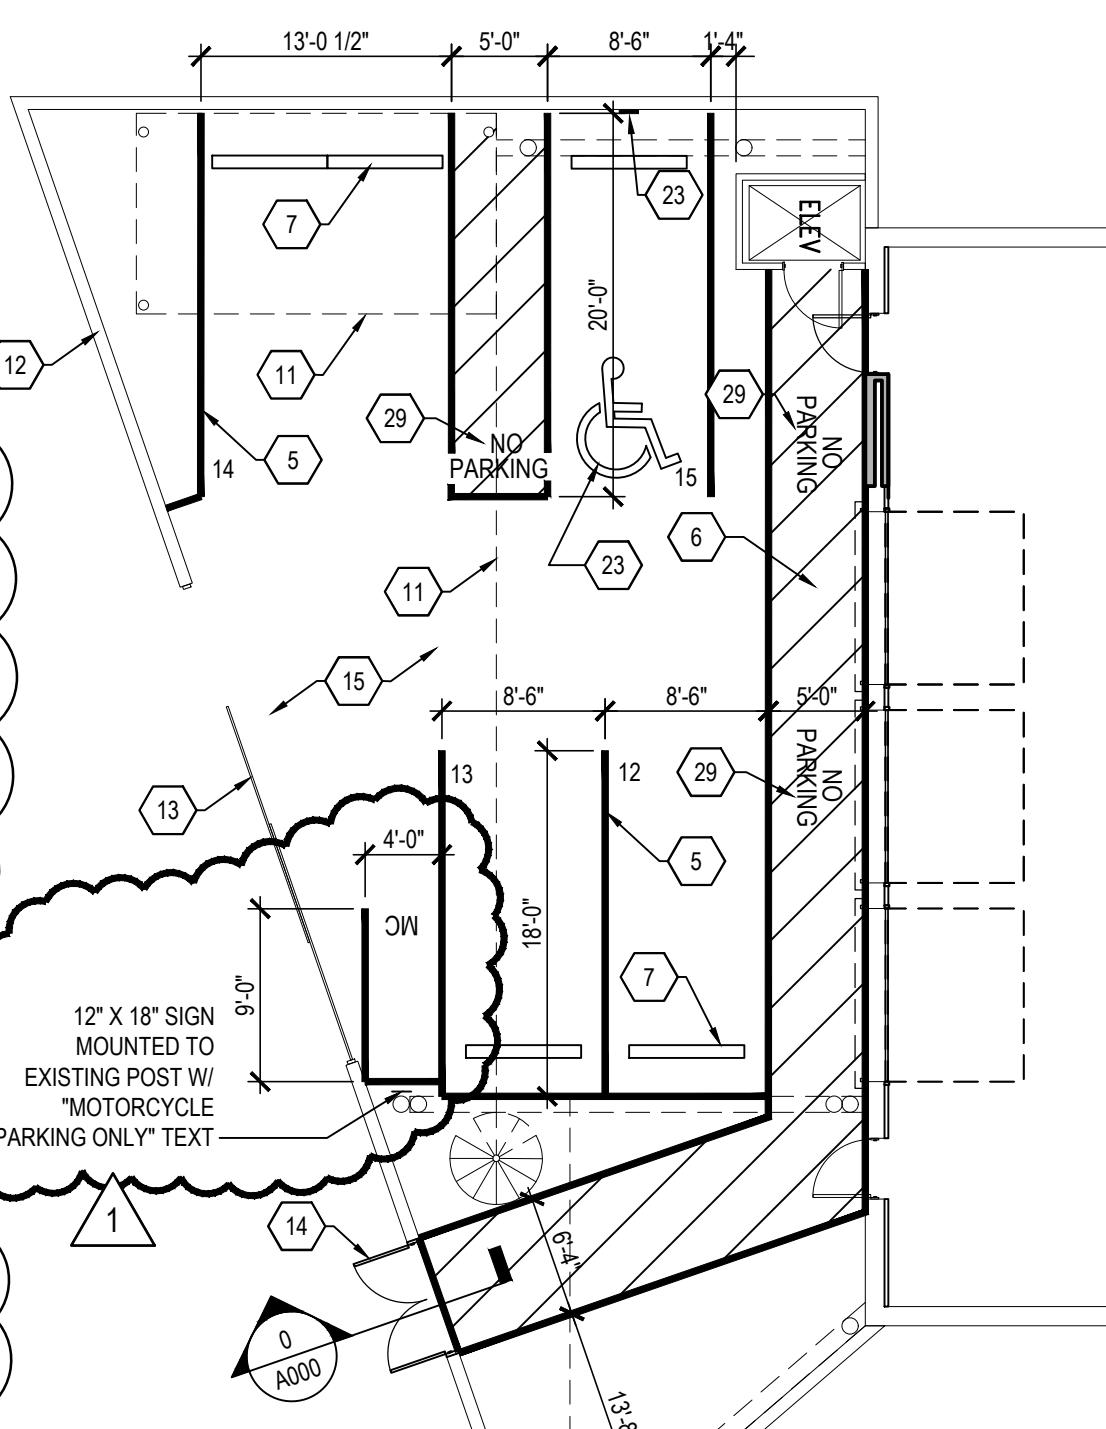 13'-0 1/2"
5'-0"
8'-6"
1'-4"
23
7
ELEV
20'-0"
12
11
29
29
NO
PARKING
NO
PARKING
5
14
15
6
23
11
15
8'-6"
8'-6"
5'-0"
13
12
29
NO
PARKING
13
4'-0"
5
MC
18'-0"
9'-0"
7
12" X 18" SIGN
MOUNTED TO
EXISTING POST W/
"MOTORCYCLE
PARKING ONLY" TEXT
1
14
6'-4"
0
A000